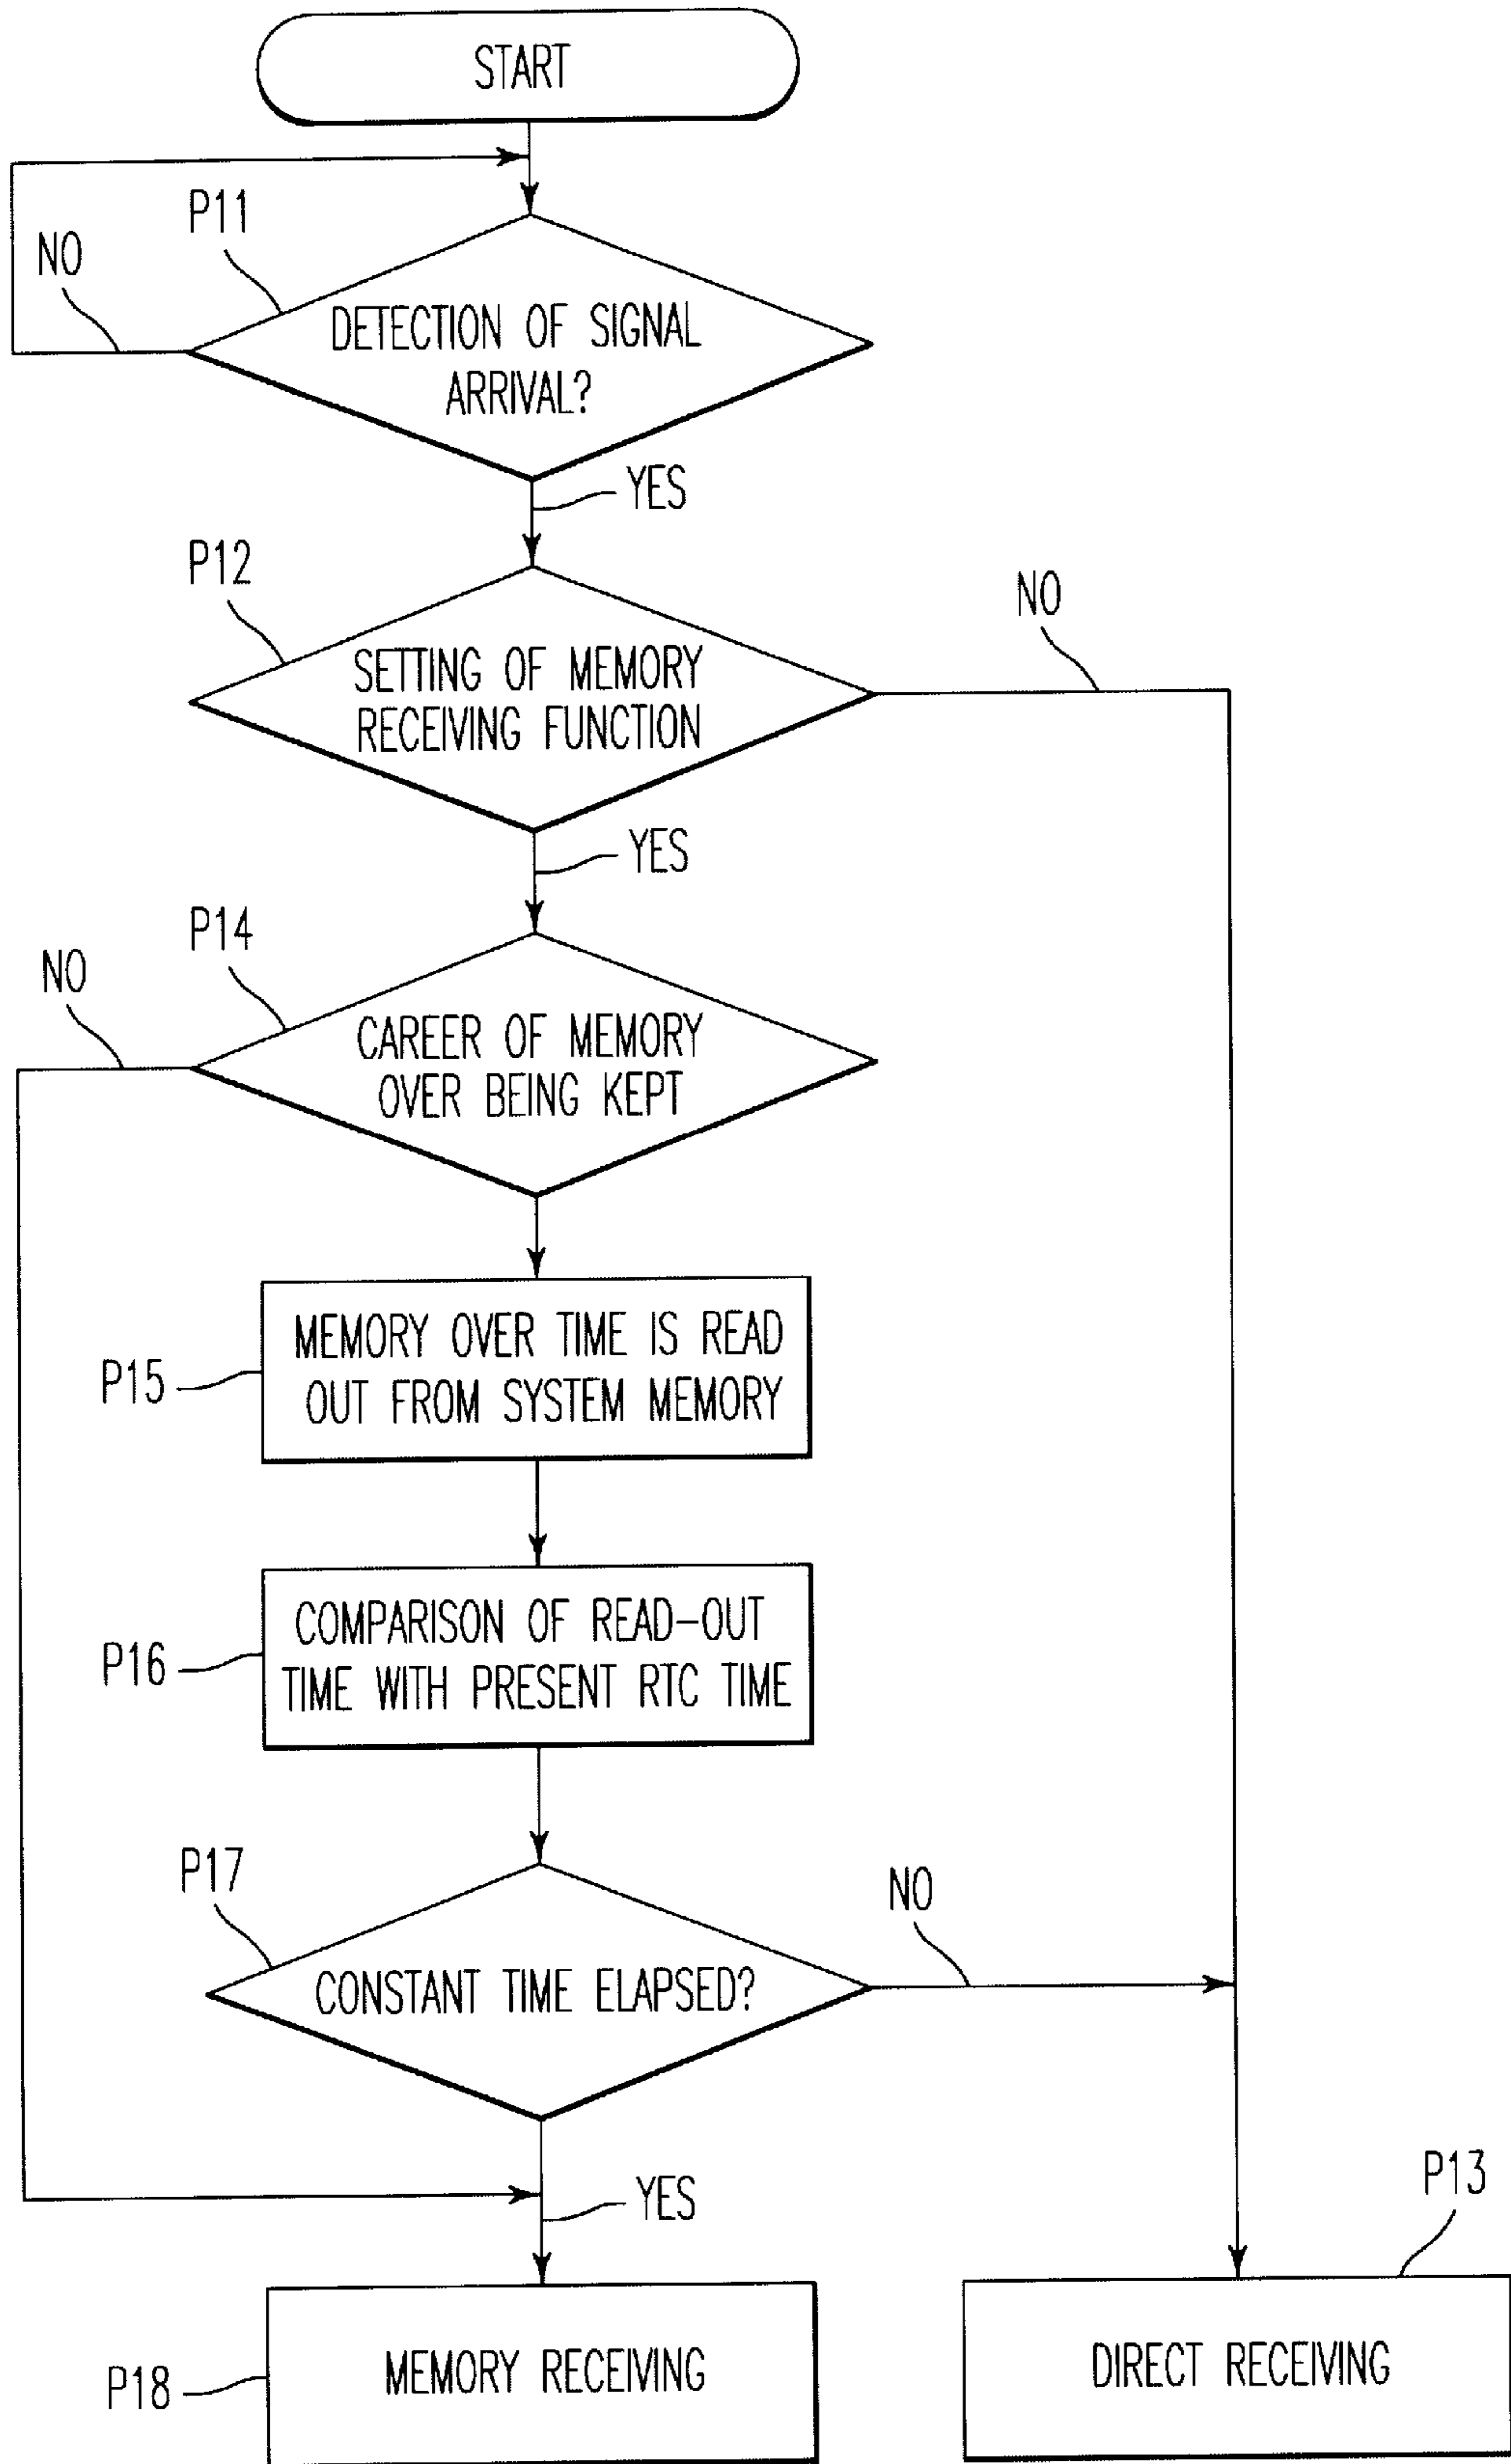 START
P11
NO
DETECTION OF SIGNAL
ARRIVAL?
YES
P12
NO
SETTING OF MEMORY
RECEIVING FUNCTION
YES
P14
NO
CAREER OF MEMORY
OVER BEING KEPT
MEMORY OVER TIME IS READ
OUT FROM SYSTEM MEMORY
P15
COMPARISON OF READ-OUT
TIME WITH PRESENT RTC TIME
P16
P17
NO
CONSTANT TIME ELAPSED?
YES
P13
MEMORY RECEIVING
P18
DIRECT RECEIVING